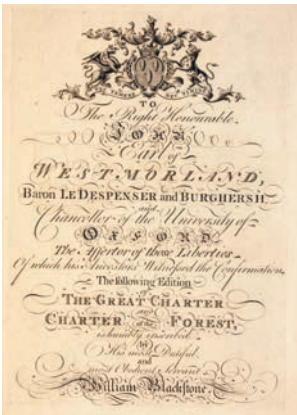 TO
The Right Honourable
JOHN
Earl of
WESTMORLAND,
Baron LE DESPENSER and BURGHERSH
and
Chancellor of the University of
OXFORD
The Assertor of those Liberties
Of which his Ancestors Witnessed the Confirmation,
The following Edition
of
THE GREAT CHARTER
and
CHARTER of the FOREST,
is humbly inscribed
by
His most Dutiful
and
most Obedient Servant
William Blackstone.